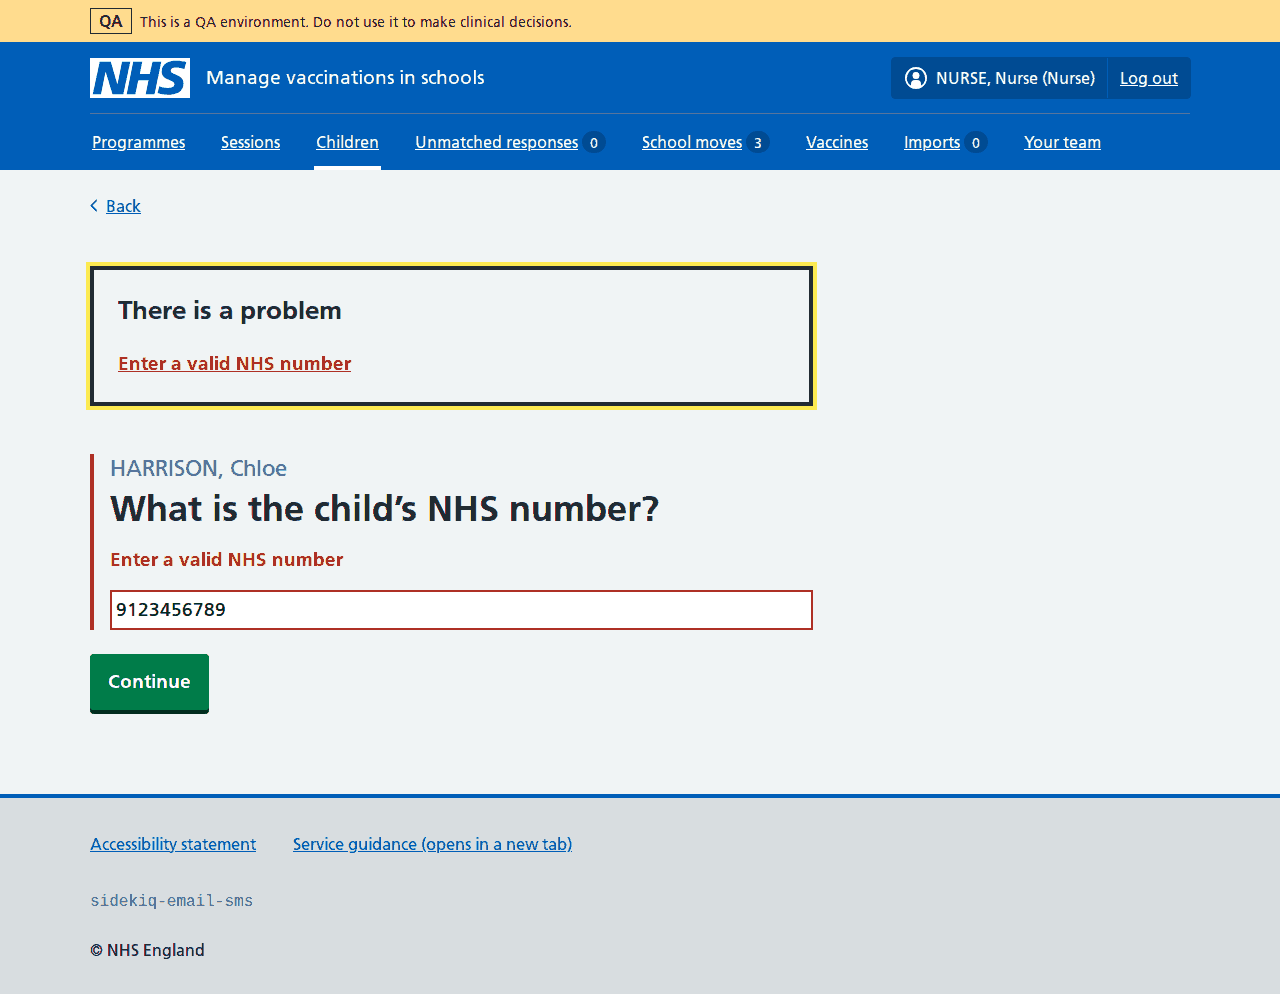 QA This is a QA environment. Do not use it to make clinical decisions.
NHS Manage vaccinations in schools NURSE, Nurse (Nurse) Log out
Programmes Sessions Children Unmatched responses 0 School moves 3 Vaccines Imports 0 Your team
Back
There is a problem
Enter a valid NHS number
HARRISON, Chloe
What is the child’s NHS number?
Enter a valid NHS number
9123456789
Continue
Accessibility statement Service guidance (opens in a new tab)
sidekiq-email-sms
© NHS England